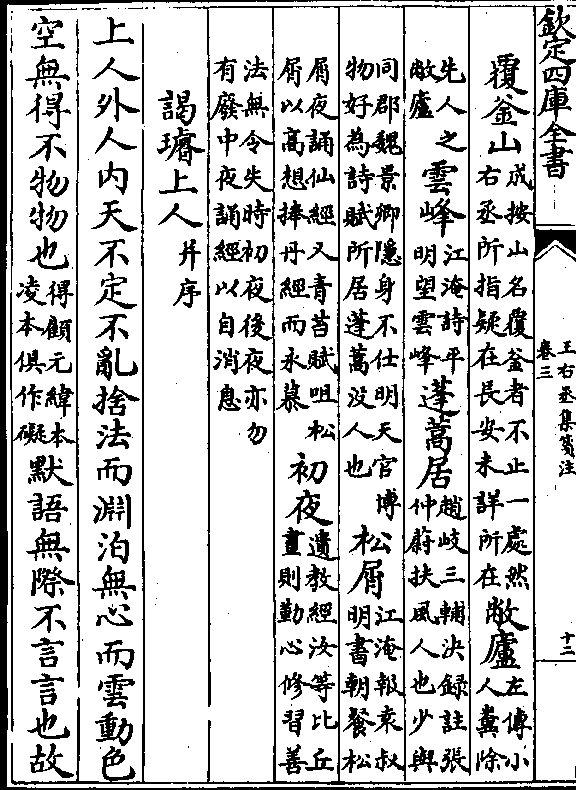 欽定四庫全書
王右丞集箋注
卷三
十二
覆釜山成按山名覆釜者不止一處然右丞所指疑在長安未詳所在敝廬左傳小人糞除
先人之敝廬雲峰江淹詩平明望雲峰蓬蒿居趙岐三輔決録註張仲蔚扶風人也少與
同郡魏景卿隱身不仕明天官博物好為詩賦所居蓬蒿没人也松屑江淹報袁叔明書朝餐松
屑夜誦仙經又青苔賦咀松屑以高想捧丹經而永慕初夜遺教經汝等比丘晝則勤心修習善
法無令失時初夜後夜亦勿有廢中夜誦經以自消息
謁璿上人并序
上人外人内天不定不亂捨法而淵泊無心而雲動色
空無得不物物也得顧元緯本凌本俱作礙默語無際不言言也故